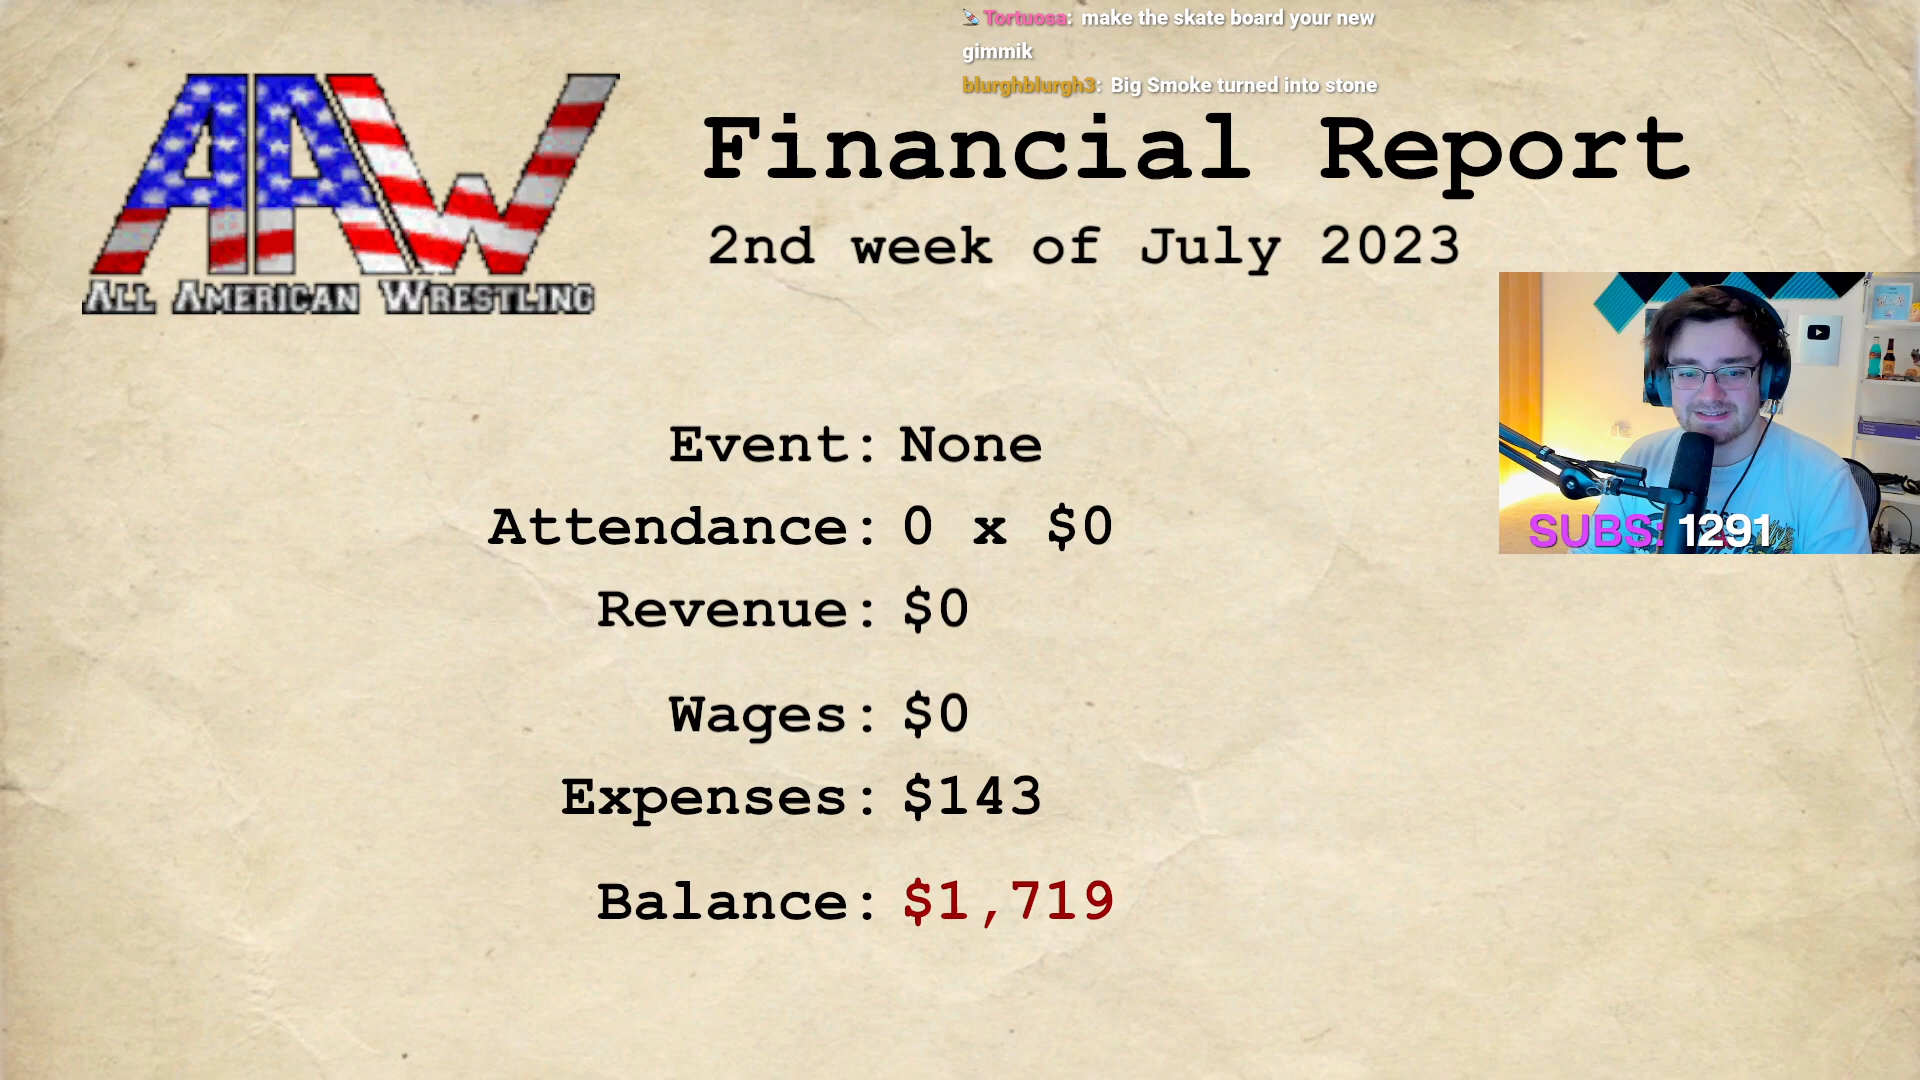 Tortuosa: make the skate board your new
gimmik
blurghblurgh3: Big Smoke turned into stone
AAW
ALL AMERICAN WRESTLING
Financial Report
2nd week of July 2023
Event: None
Attendance: 0 x $0
Revenue: $0
Wages: $0
Expenses: $143
Balance: $1,719
SUBS: 1291